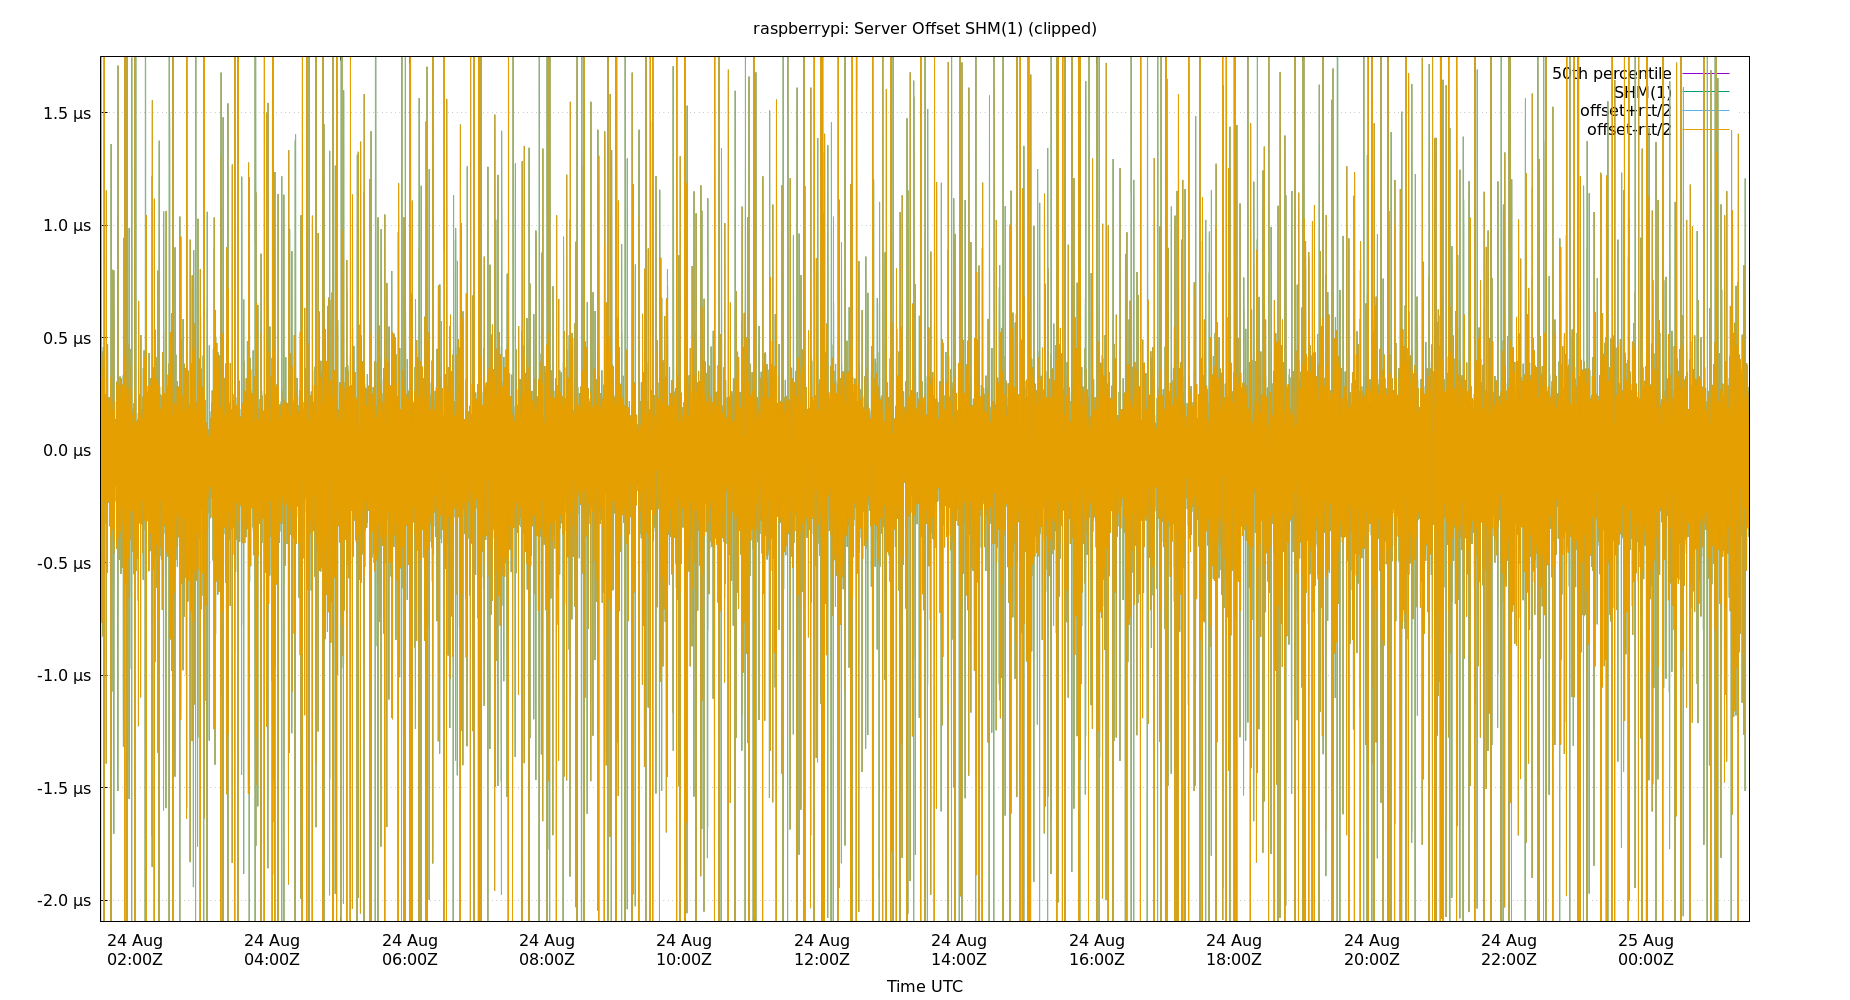 raspberrypi: Server Offset SHM(1) (clipped)
50th percentile
SHM(1)
offset+rtt/2
offset-rtt/2
1.5 µs
1.0 µs
0.5 µs
0.0 µs
-0.5 µs
-1.0 µs
-1.5 µs
-2.0 µs
24 Aug 24 Aug 24 Aug 24 Aug 24 Aug 24 Aug 24 Aug 24 Aug 24 Aug 24 Aug 24 Aug 25 Aug
02:00Z 04:00Z 06:00Z 08:00Z 10:00Z 12:00Z 14:00Z 16:00Z 18:00Z 20:00Z 22:00Z 00:00Z
Time UTC